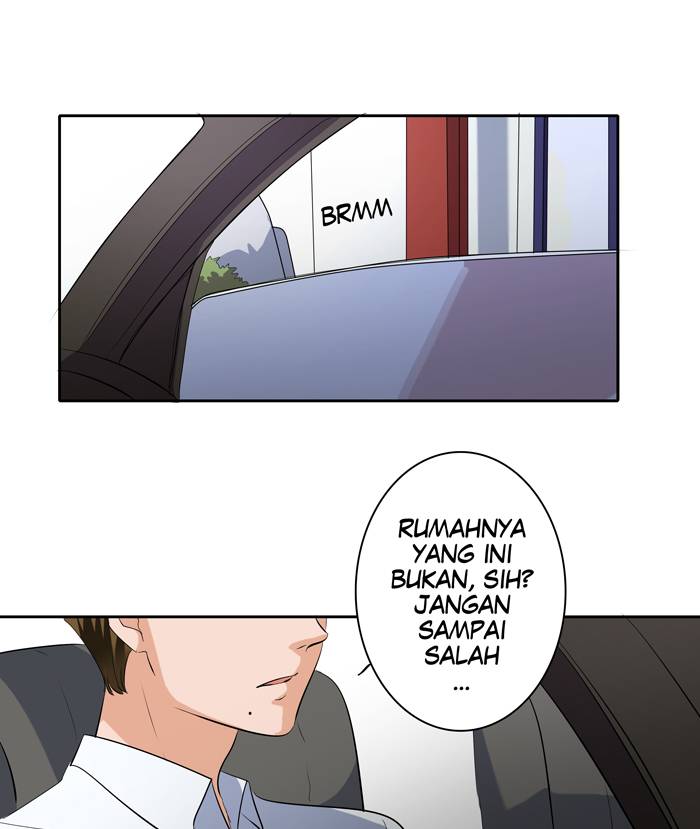 BRMM
RUMAHNYA
YANG INI
BUKAN, SIH?
JANGAN
SAMPAI
SALAH
...